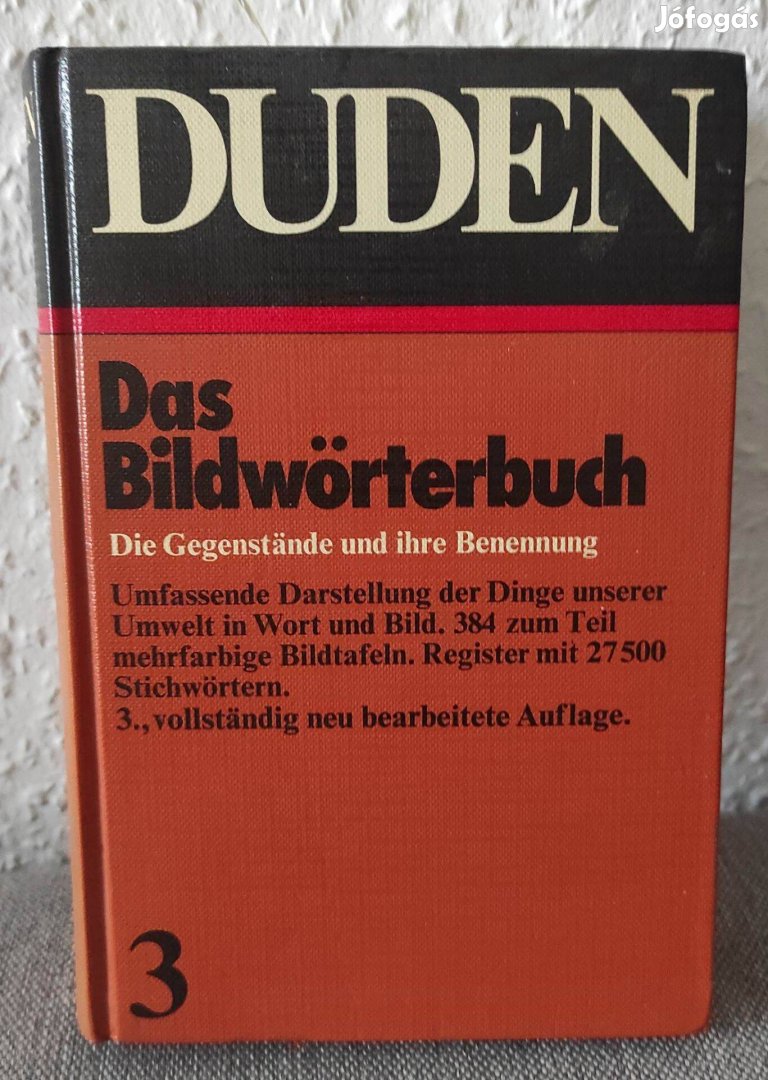 Jófogás
DUDEN
Das
Bildwörterbuch
Die Gegenstände und ihre Benennung
Umfassende Darstellung der Dinge unserer
Umwelt in Wort und Bild. 384 zum Teil
mehrfarbige Bildtafeln. Register mit 27500
Stichwörtern.
3., vollständig neu bearbeitete Auflage.
3